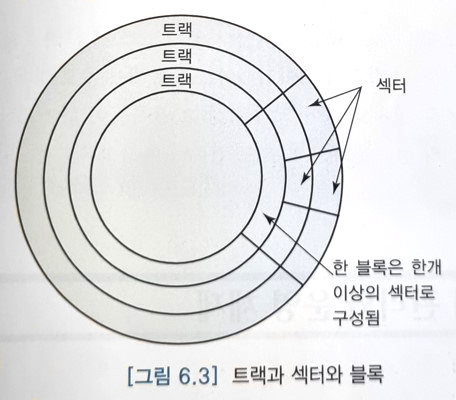 트랙
트랙
트랙
섹터
한 블록은 한개
이상의 섹터로
구성됨
[그림 6.3] 트랙과 섹터와 블록